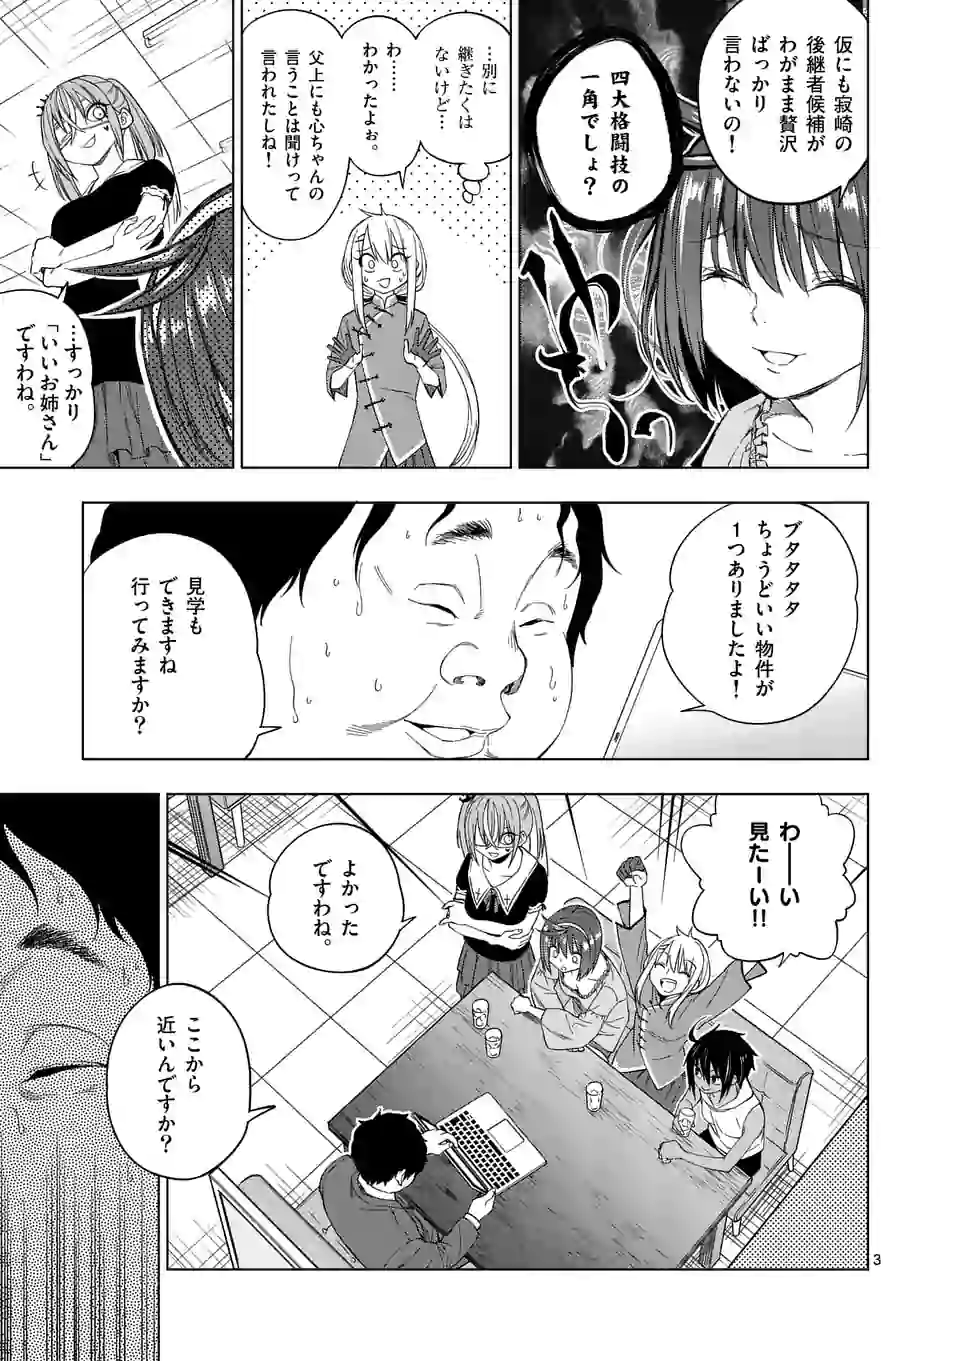 仮にも寂崎の
後継者候補が
わがまま贅沢
ばっかり
言わないの！
四大格闘技の
一角でしょ？
…別に
継ぎたくは
ないけど…
わ……
わかったよぉ。
父上にも心ちゃんの
言うことは聞けって
言われたしね！
…すっかり
「いいお姉さん」
ですわね。
ブタタタタ
ちょうどいい物件が
1つありましたよ！
見学も
できますね
行ってみますか？
わーい
見たーい!!
よかった
ですわね。
ここから
近いんですか？
3